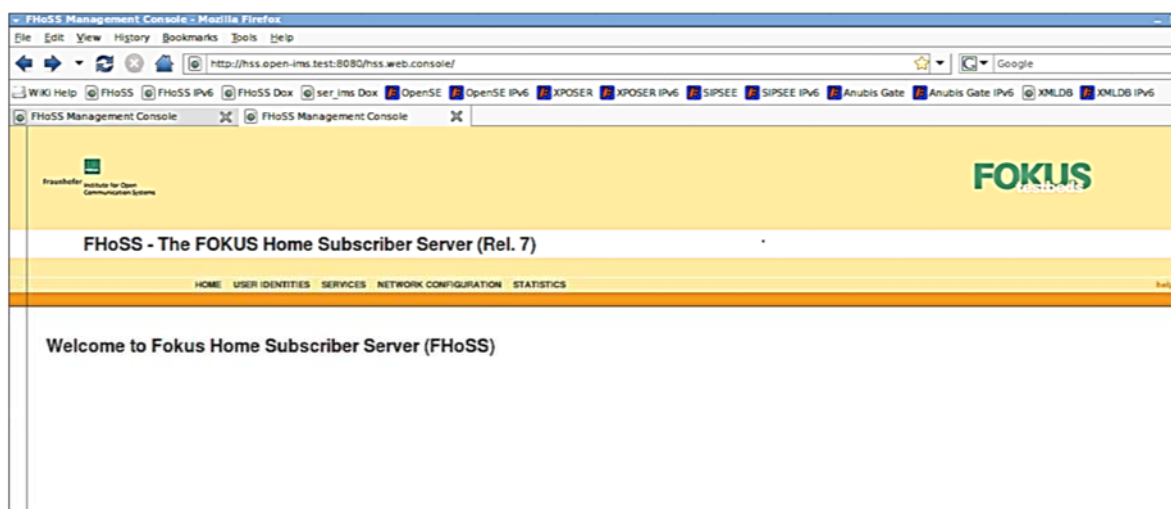 FHoSS Management Console - Mozilla Firefox
File Edit View History Bookmarks Tools Help
http://hss.open-ims.test:8080/hss.web.console/ Google
WiKi Help FHoSS FHoSS IPv6 FHoSS Dox ser_ims Dox OpenSE OpenSE IPv6 XPOSER XPOSER IPv6 SIPSEE SIPSEE IPv6 Anubis Gate Anubis Gate IPv6 XMLDB XMLDB IPv6
FHoSS Management Console FHoSS Management Console
Fraunhofer Institute for Open
Communication Systems
FOKUS
testbeds
FHoSS - The FOKUS Home Subscriber Server (Rel. 7)
HOME USER IDENTITIES SERVICES NETWORK CONFIGURATION STATISTICS help
Welcome to Fokus Home Subscriber Server (FHoSS)